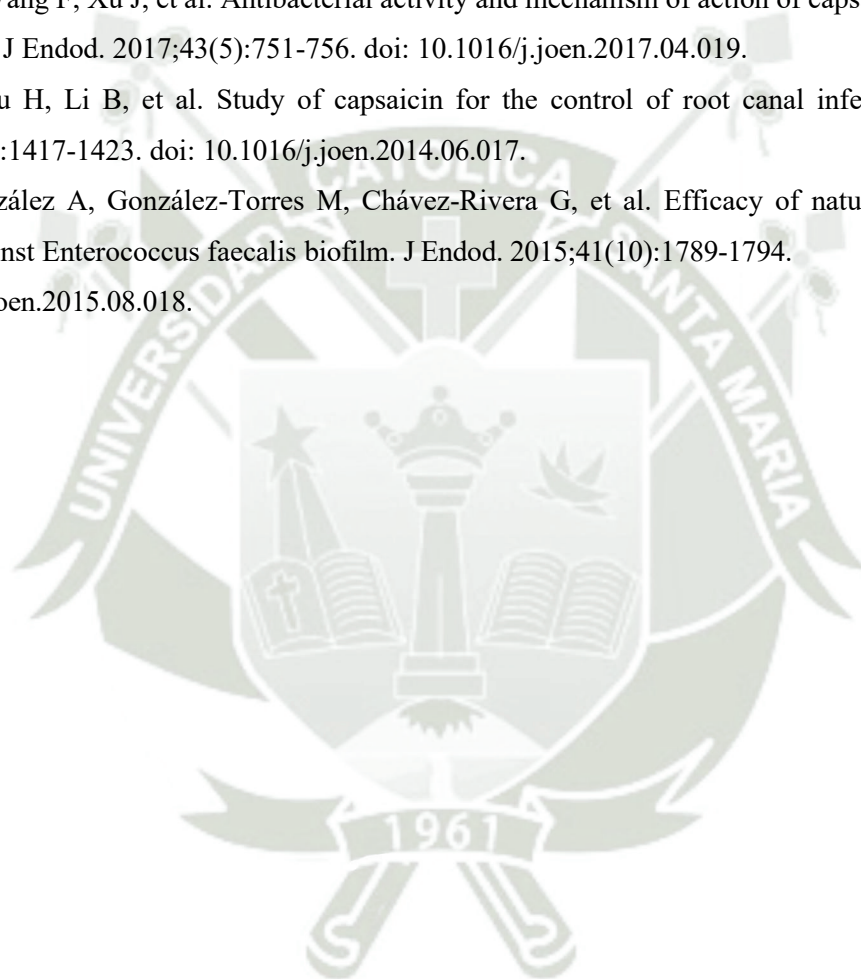 ang F, Xu J, et al. Antibacterial activity and mechanism of action of caps
J Endod. 2017;43(5):751-756. doi: 10.1016/j.joen.2017.04.019.
u H, Li B, et al. Study of capsaicin for the control of root canal infe
:1417-1423. doi: 10.1016/j.joen.2014.06.017.
zález A, González-Torres M, Chávez-Rivera G, et al. Efficacy of natu
nst Enterococcus faecalis biofilm. J Endod. 2015;41(10):1789-1794.
oen.2015.08.018.
UNIVERSIDAD CATOLICA SANTA MARIA
1961